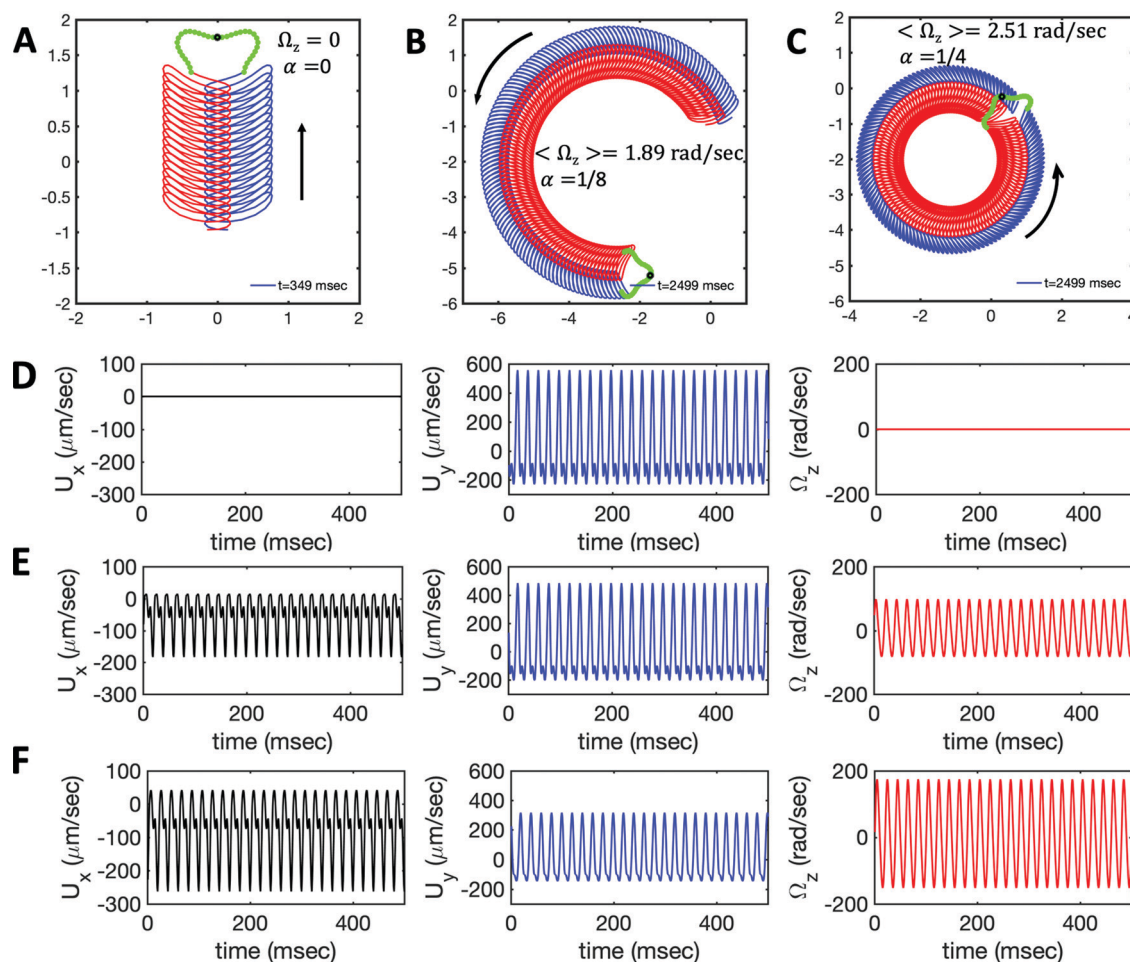 A
Ω_z = 0
α =0
2
1.5
1
0.5
0
-0.5
-1
-1.5
-2
t=349 msec
-2 -1 0 1 2
B
< Ω_z >= 1.89 rad/sec
α =1/8
2
1
0
-1
-2
-3
-4
-5
-6
t=2499 msec
-6 -4 -2 0
C
< Ω_z >= 2.51 rad/sec
α =1/4
2
1
0
-1
-2
-3
-4
-5
-6
t=2499 msec
-4 -2 0 2 4
D
U_x (μm/sec)
100
0
-100
-200
-300
0 200 400
time (msec)
U_y (μm/sec)
600
400
200
0
-200
0 200 400
time (msec)
Ω_z (rad/sec)
200
0
-200
0 200 400
time (msec)
E
U_x (μm/sec)
100
0
-100
-200
-300
0 200 400
time (msec)
U_y (μm/sec)
600
400
200
0
-200
0 200 400
time (msec)
Ω_z (rad/sec)
200
0
-200
0 200 400
time (msec)
F
U_x (μm/sec)
100
0
-100
-200
-300
0 200 400
time (msec)
U_y (μm/sec)
600
400
200
0
-200
0 200 400
time (msec)
Ω_z (rad/sec)
200
0
-200
0 200 400
time (msec)